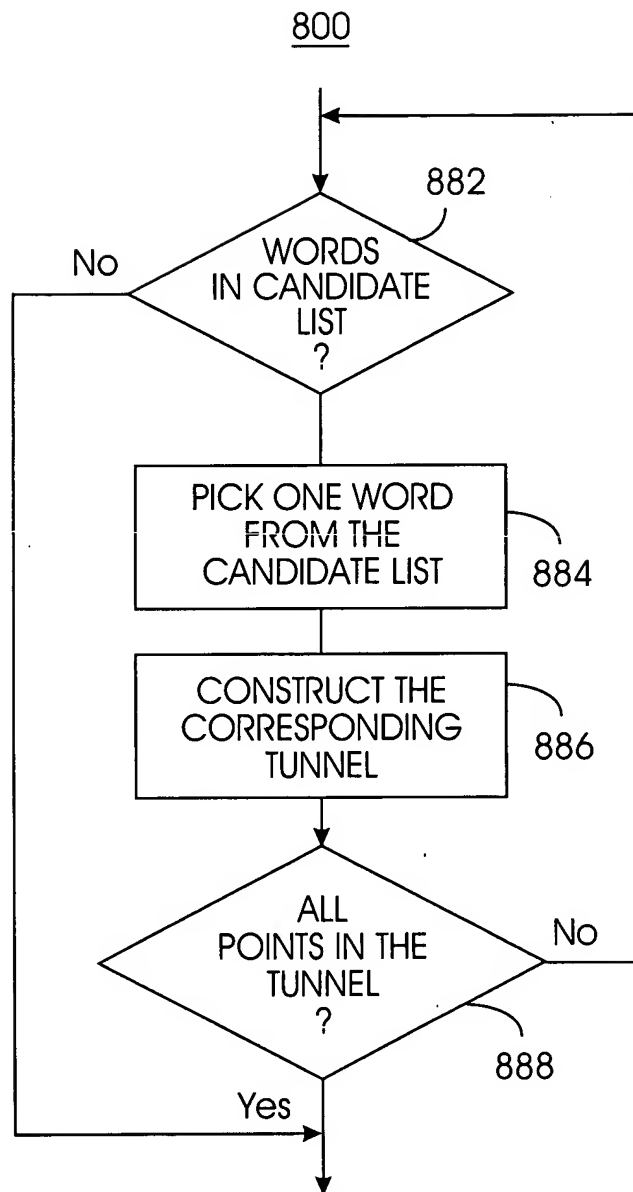 800
882
No
WORDS
IN CANDIDATE
LIST
?
PICK ONE WORD
FROM THE
CANDIDATE LIST
884
CONSTRUCT THE
CORRESPONDING
TUNNEL
886
ALL
POINTS IN THE
TUNNEL
?
No
888
Yes